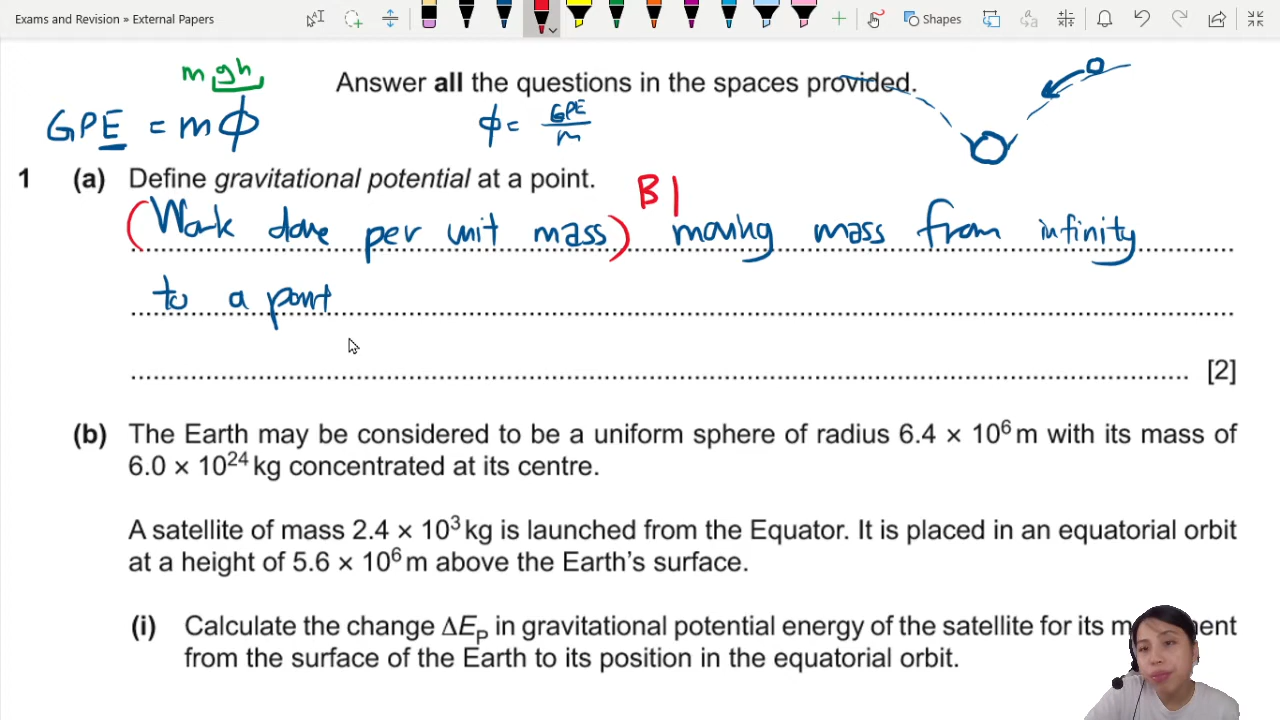 Exams and Revision » External Papers
Shapes
m gh
GPE = mϕ
ϕ = GPE/m
Answer all the questions in the spaces provided.
1 (a) Define gravitational potential at a point.
B1
(Work done per unit mass) moving mass from infinity
to a point
[2]
(b) The Earth may be considered to be a uniform sphere of radius 6.4 × 10⁶ m with its mass of
6.0 × 10²⁴ kg concentrated at its centre.
A satellite of mass 2.4 × 10³ kg is launched from the Equator. It is placed in an equatorial orbit
at a height of 5.6 × 10⁶ m above the Earth's surface.
(i) Calculate the change ΔEP in gravitational potential energy of the satellite for its m ent
from the surface of the Earth to its position in the equatorial orbit.